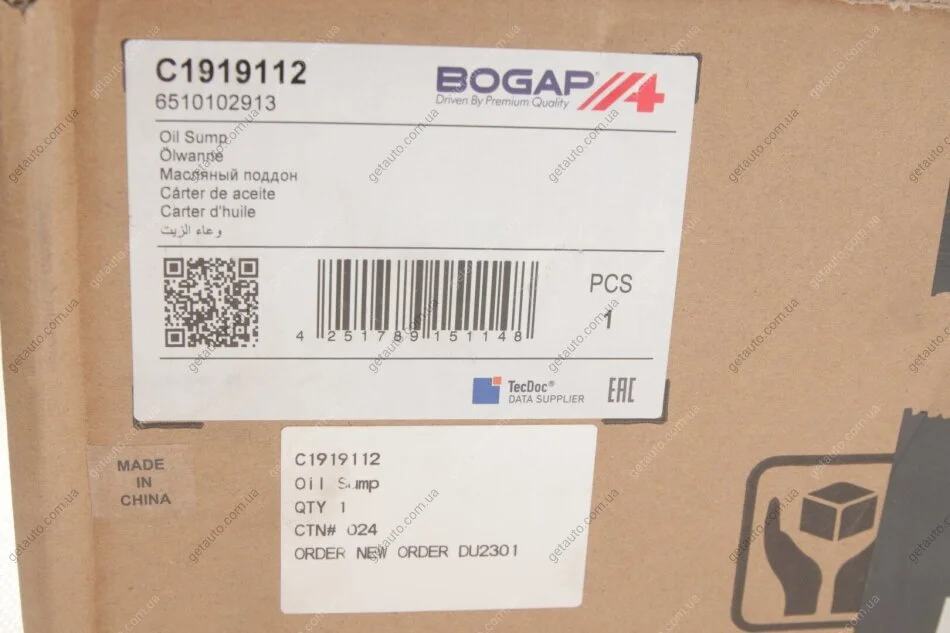 C1919112
BOGAP
Driven By Premium Quality
6510102913
Oil Sump
Ölwanne
Масляный поддон
Cárter de aceite
Carter d'huile
وعاء الزيت
PCS
1
4 251789 151148
TecDoc®
DATA SUPPLIER
EAC
MADE
IN
CHINA
C1919112
Oil Sump
QTY 1
CTN# 024
ORDER NEW ORDER DU2301
getauto.com.ua